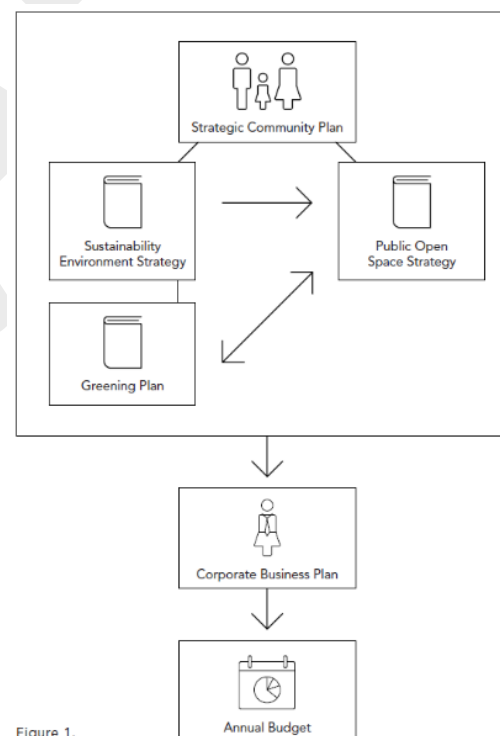 Strategic Community Plan
Sustainability
Environment Strategy
Public Open
Space Strategy
Greening Plan
Corporate Business Plan
Annual Budget
Figure 1.